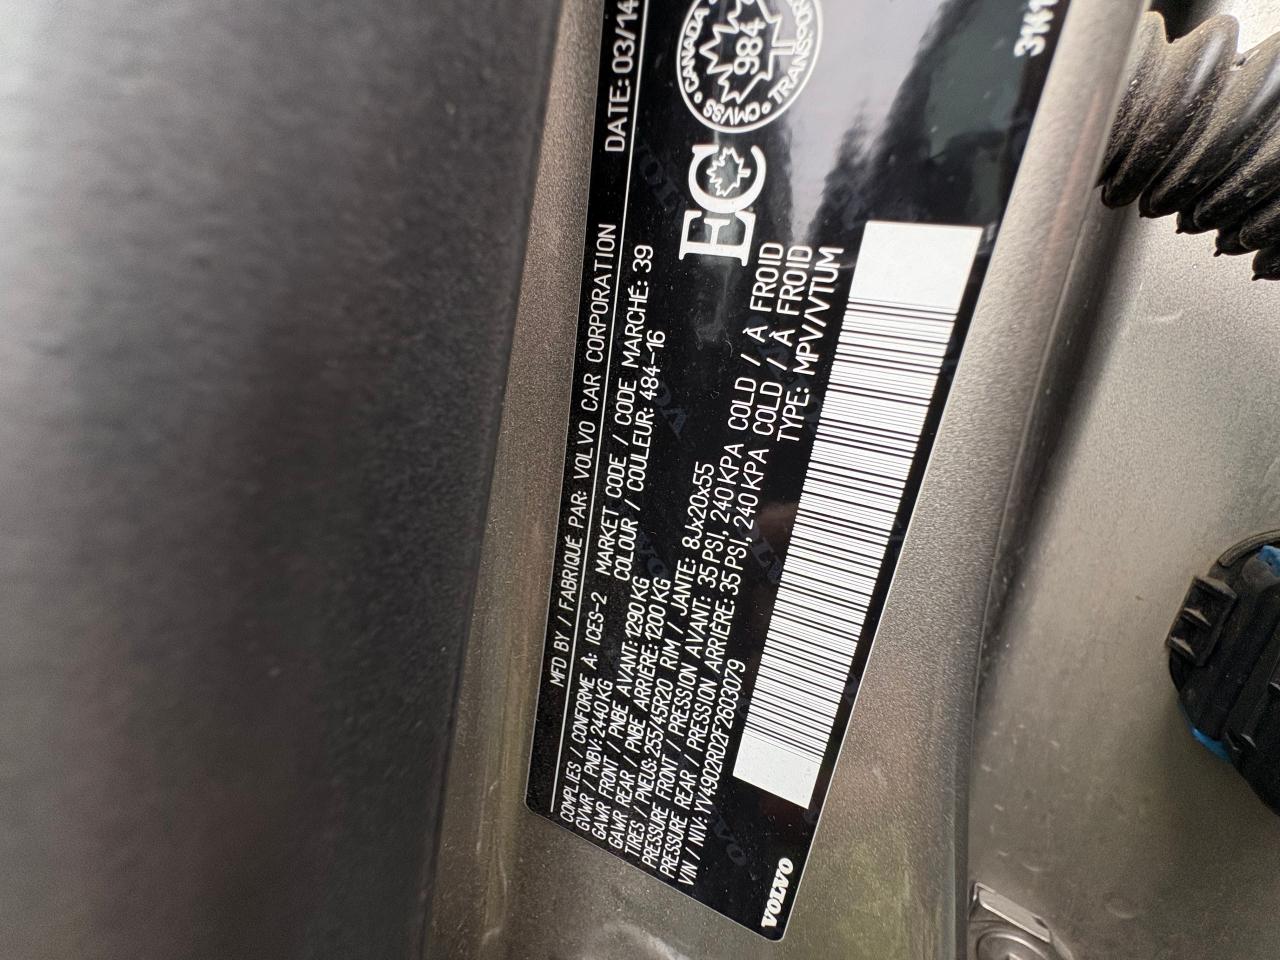 MFD BY / FABRIQUÉ PAR: VOLVO CAR CORPORATION DATE: 03/14
COMPLIES / CONFORME A: ICES-2 MARKET CODE / CODE MARCHÉ: 39
GVWR / PNBV: 2440 KG COLOUR / COULEUR: 484-16
GAWR FRONT / PNBE AVANT: 1290 KG
GAWR REAR / PNBE ARRIÈRE: 1200 KG
TIRES / PNEUS: 255/45R20 RIM / JANTE: 8Jx20x55
PRESSURE FRONT / PRESSION AVANT: 35 PSI, 240 KPA COLD / À FROID
PRESSURE REAR / PRESSION ARRIÈRE: 35 PSI, 240 KPA COLD / À FROID
VIN / NIV: YV4902RD2F2603079 TYPE: MPV/VTUM
EC
CANADA TRANSPORT CMVSS
984
VOLVO